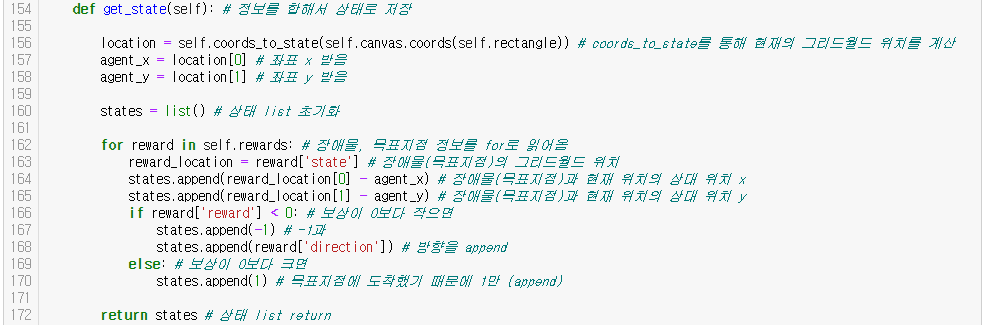 154 def get_state(self): # 정보를 합해서 상태로 저장
155
156 location = self.coords_to_state(self.canvas.coords(self.rectangle)) # coords_to_state를 통해 현재의 그리드월드 위치를 계산
157 agent_x = location[0] # 좌표 x 받음
158 agent_y = location[1] # 좌표 y 받음
159
160 states = list() # 상태 list 초기화
161
162 for reward in self.rewards: # 장애물, 목표지점 정보를 for로 읽어옴
163 reward_location = reward['state'] # 장애물(목표지점)의 그리드월드 위치
164 states.append(reward_location[0] - agent_x) # 장애물(목표지점)과 현재 위치의 상대 위치 x
165 states.append(reward_location[1] - agent_y) # 장애물(목표지점)과 현재 위치의 상대 위치 y
166 if reward['reward'] < 0: # 보상이 0보다 작으면
167 states.append(-1) # -1과
168 states.append(reward['direction']) # 방향을 append
169 else: # 보상이 0보다 크면
170 states.append(1) # 목표지점에 도착했기 때문에 1만 (append)
171
172 return states # 상태 list return